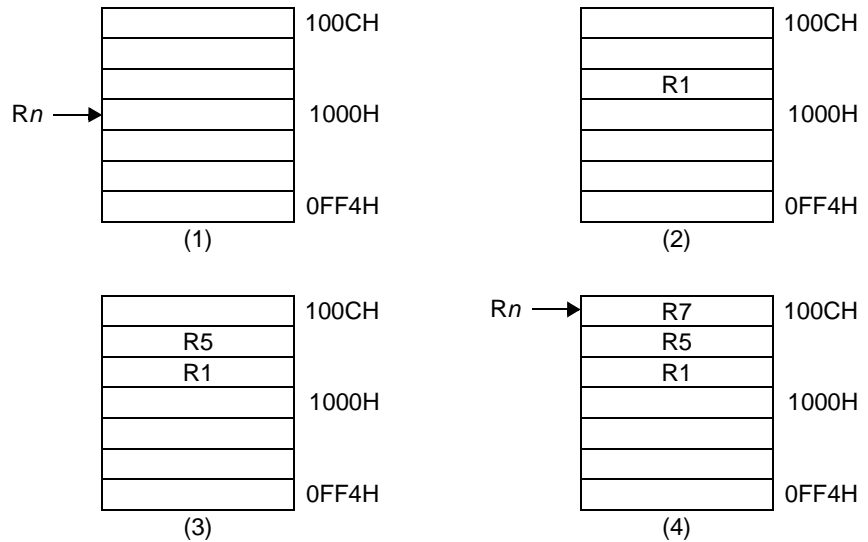 100CH
Rn
1000H
0FF4H
(1)
100CH
R1
1000H
0FF4H
(2)
100CH
R5
R1
1000H
0FF4H
(3)
Rn
R7
100CH
R5
R1
1000H
0FF4H
(4)